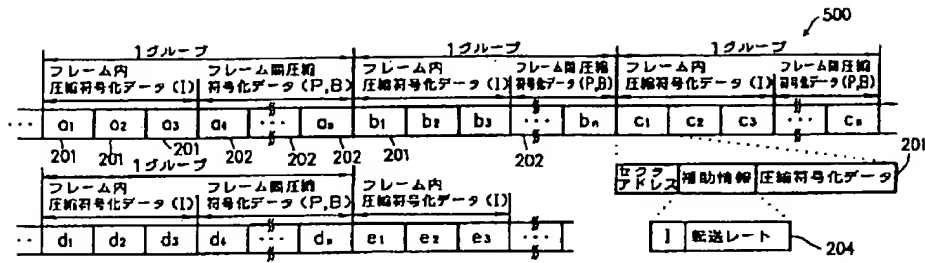 500
1グループ 1グループ 1グループ
フレーム内 フレーム間圧縮 フレーム内 フレーム間圧縮 フレーム内 フレーム間圧縮
圧縮符号化データ(I) 符号化データ(P,B) 圧縮符号化データ(I) 符号化データ(P,B) 圧縮符号化データ(I) 符号化データ(P,B)
… a1 a2 a3 a4 … an b1 b2 b3 … bn c1 c2 c3 … cn
201 201 201 202 202 202 201 202
セクタアドレス 補助情報 圧縮符号化データ 201
1グループ
フレーム内 フレーム間圧縮 フレーム内
圧縮符号化データ(I) 符号化データ(P,B) 圧縮符号化データ(I)
… d1 d2 d3 d4 … dn e1 e2 e3 …
I 転送レート 204